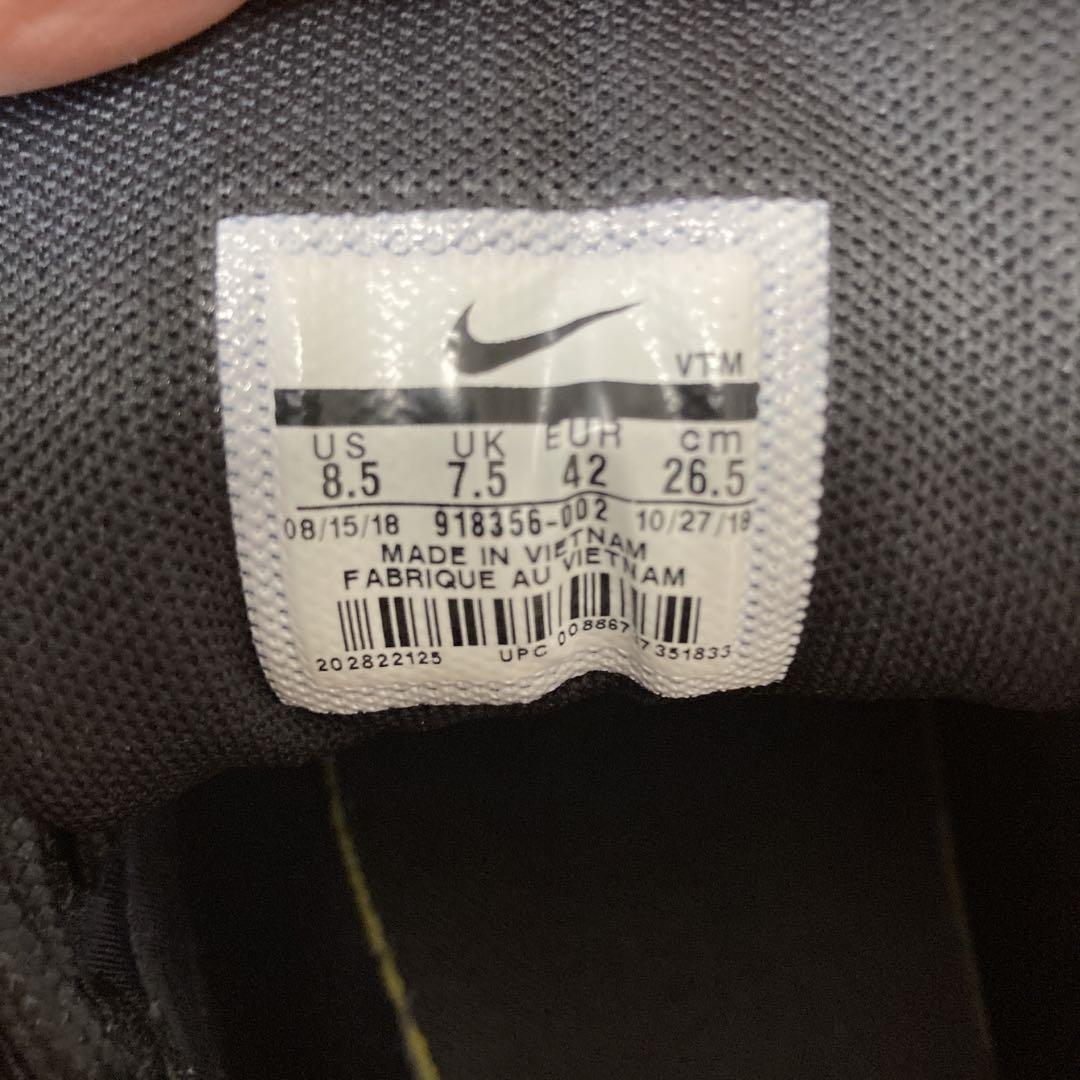 VT M
US UK EUR cm
8.5 7.5 42 26.5
08/15/18 918356-002 10/27/18
MADE IN VIETNAM
FABRIQUE AU VIETNAM
202822125 UPC